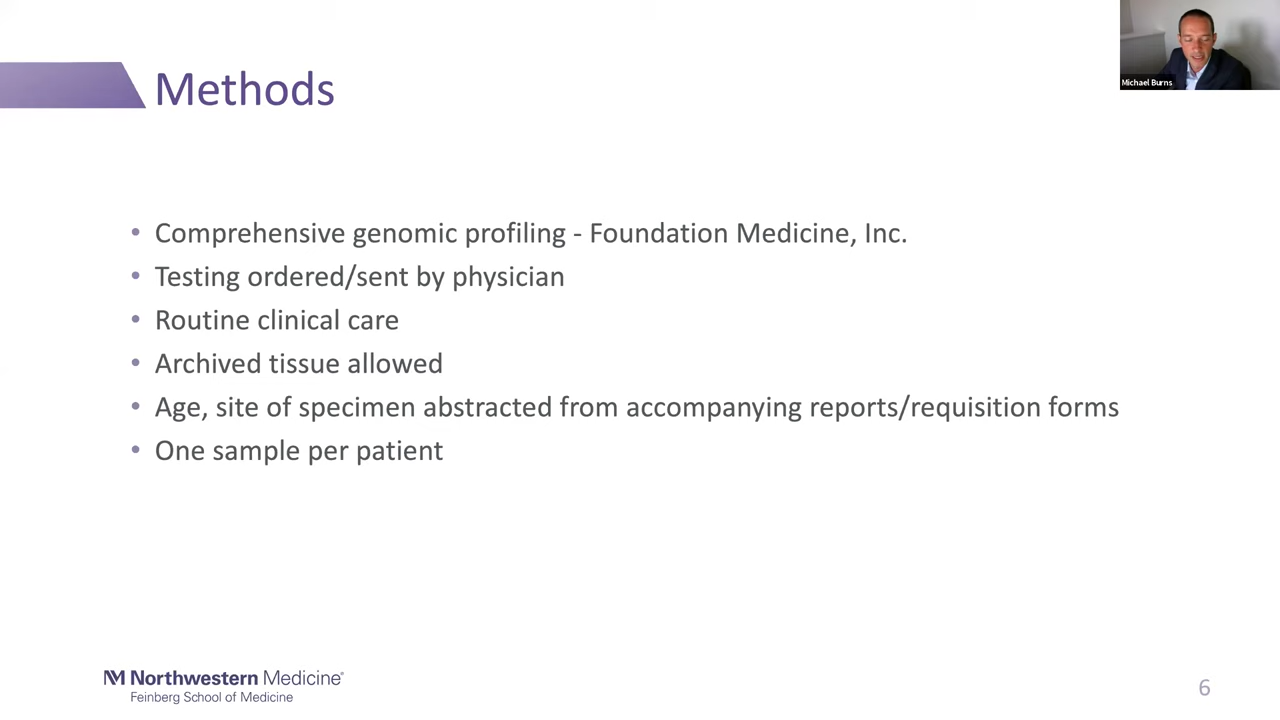 Methods
Michael Burns
• Comprehensive genomic profiling - Foundation Medicine, Inc.
• Testing ordered/sent by physician
• Routine clinical care
• Archived tissue allowed
• Age, site of specimen abstracted from accompanying reports/requisition forms
• One sample per patient
NM Northwestern Medicine®
Feinberg School of Medicine
6